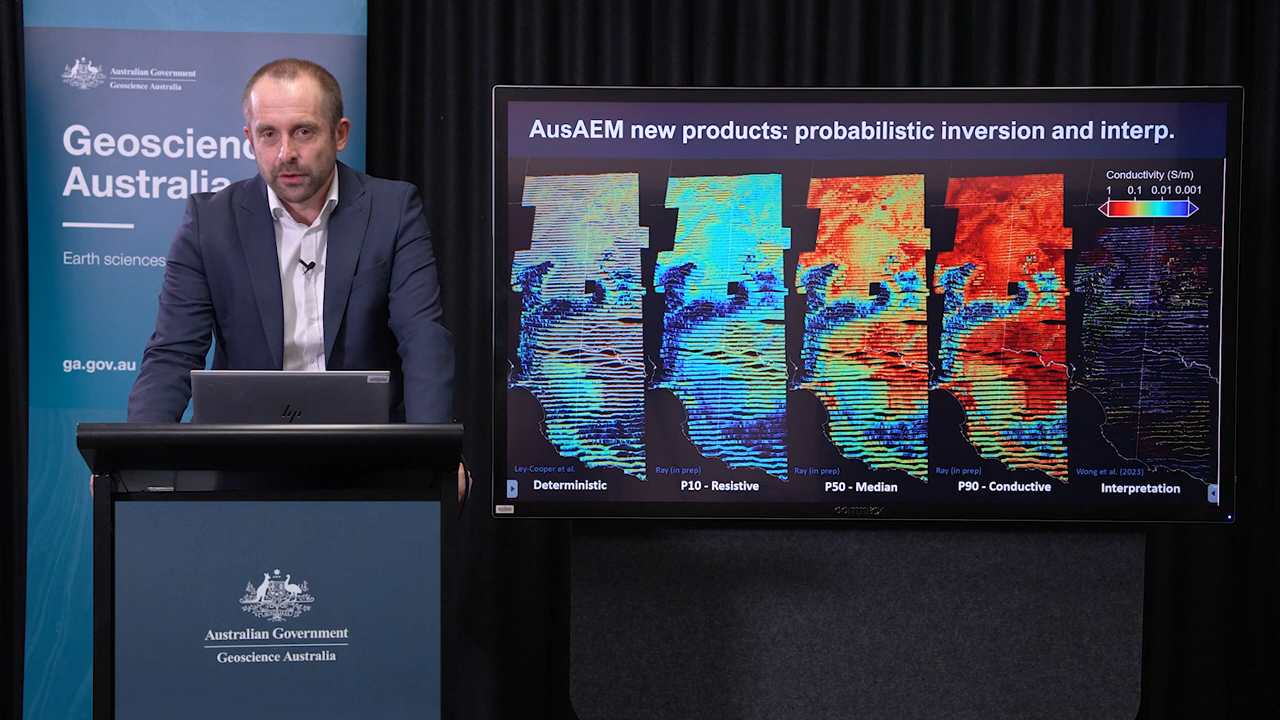 Australian Government
Geoscience Australia
Geoscienc
Australia
Earth sciences
ga.gov.au
hp
Australian Government
Geoscience Australia
AusAEM new products: probabilistic inversion and interp.
Conductivity (S/m)
1 0.1 0.01 0.001
Ley-Cooper et al.
Ray (in prep)
Ray (in prep)
Ray (in prep)
Wong et al. (2023)
Deterministic
P10 - Resistive
P50 - Median
P90 - Conductive
Interpretation